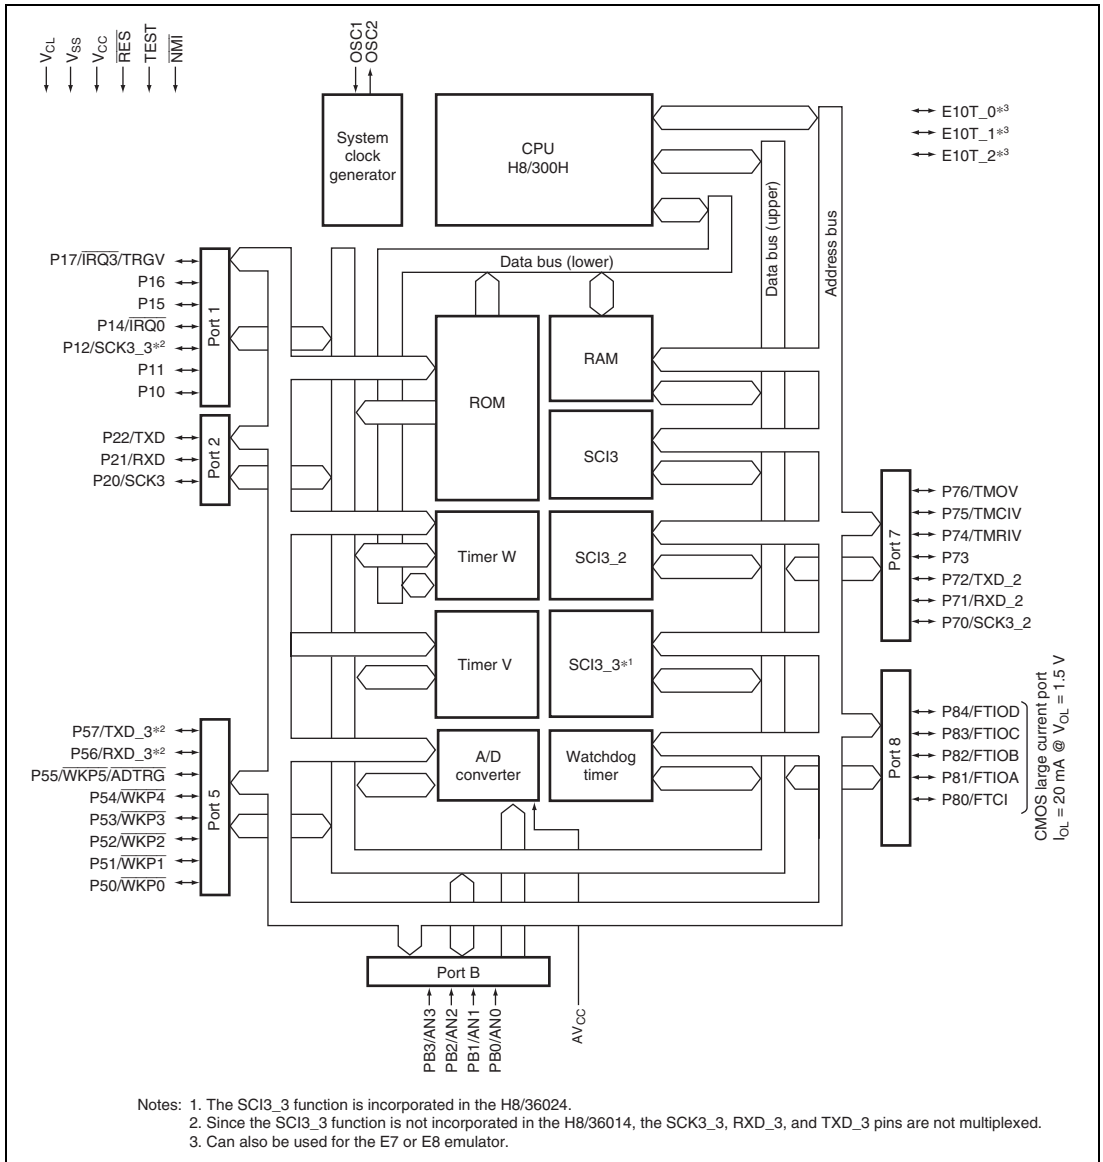 VCL
VSS
VCC
RES
TEST
NMI
OSC1
OSC2
System
clock
generator
CPU
H8/300H
E10T_0*3
E10T_1*3
E10T_2*3
Data bus (lower)
Data bus (upper)
Address bus
P17/IRQ3/TRGV
P16
P15
P14/IRQ0
P12/SCK3_3*2
P11
P10
Port 1
P22/TXD
P21/RXD
P20/SCK3
Port 2
ROM
RAM
SCI3
Timer W
SCI3_2
Timer V
SCI3_3*1
A/D
converter
Watchdog
timer
P76/TMOV
P75/TMCIV
P74/TMRIV
P73
P72/TXD_2
P71/RXD_2
P70/SCK3_2
Port 7
P57/TXD_3*2
P56/RXD_3*2
P55/WKP5/ADTRG
P54/WKP4
P53/WKP3
P52/WKP2
P51/WKP1
P50/WKP0
Port 5
P84/FTIOD
P83/FTIOC
P82/FTIOB
P81/FTIOA
P80/FTCI
Port 8
CMOS large current port
IOL = 20 mA @ VOL = 1.5 V
Port B
PB3/AN3
PB2/AN2
PB1/AN1
PB0/AN0
AVCC
Notes: 1. The SCI3_3 function is incorporated in the H8/36024.
2. Since the SCI3_3 function is not incorporated in the H8/36014, the SCK3_3, RXD_3, and TXD_3 pins are not multiplexed.
3. Can also be used for the E7 or E8 emulator.